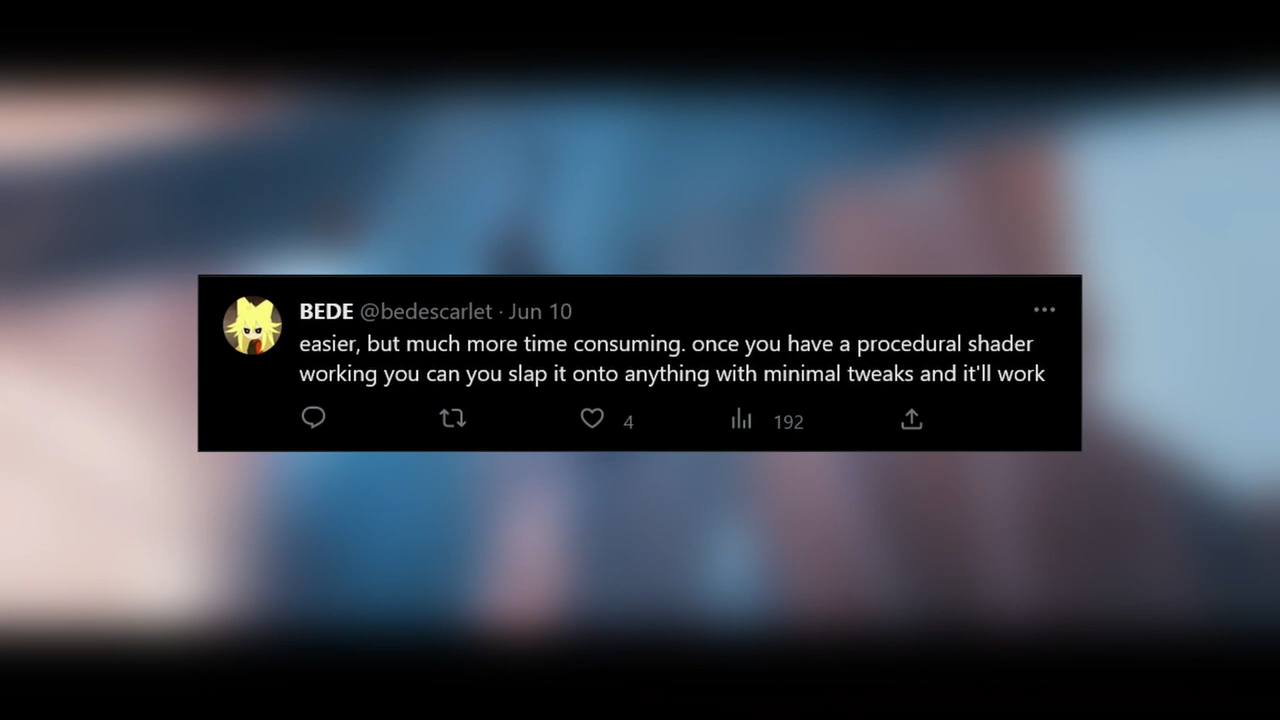 BEDE @bedescarlet · Jun 10
easier, but much more time consuming. once you have a procedural shader
working you can you slap it onto anything with minimal tweaks and it'll work
4 192